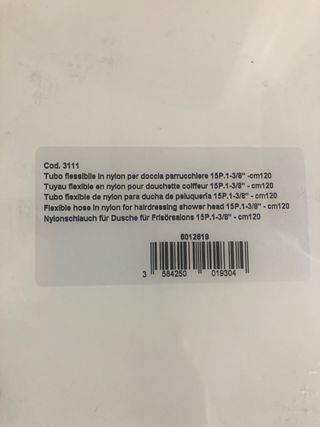 Cod. 3111
Tubo flessibile in nylon per doccia parrucchiere 15P.1-3/8" -cm120
Tuyau flexible en nylon pour douchette coiffeur 15P.1-3/8" - cm120
Tubo flexible de nylon para ducha de peluqueria 15P.1-3/8" - cm120
Flexible hose in nylon for hairdressing shower head 15P.1-3/8" - cm120
Nylonschlauch für Dusche für Frisörsalons 15P.1-3/8" - cm120
6012619
3 584250 019304